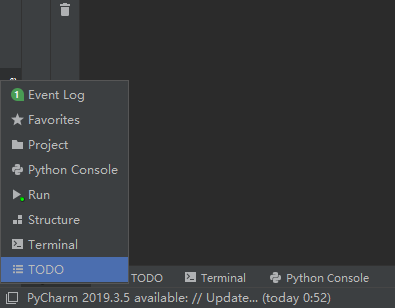 1 Event Log
Favorites
Project
Python Console
Run
Structure
Terminal
TODO
TODO Terminal Python Console
PyCharm 2019.3.5 available: // Update... (today 0:52)